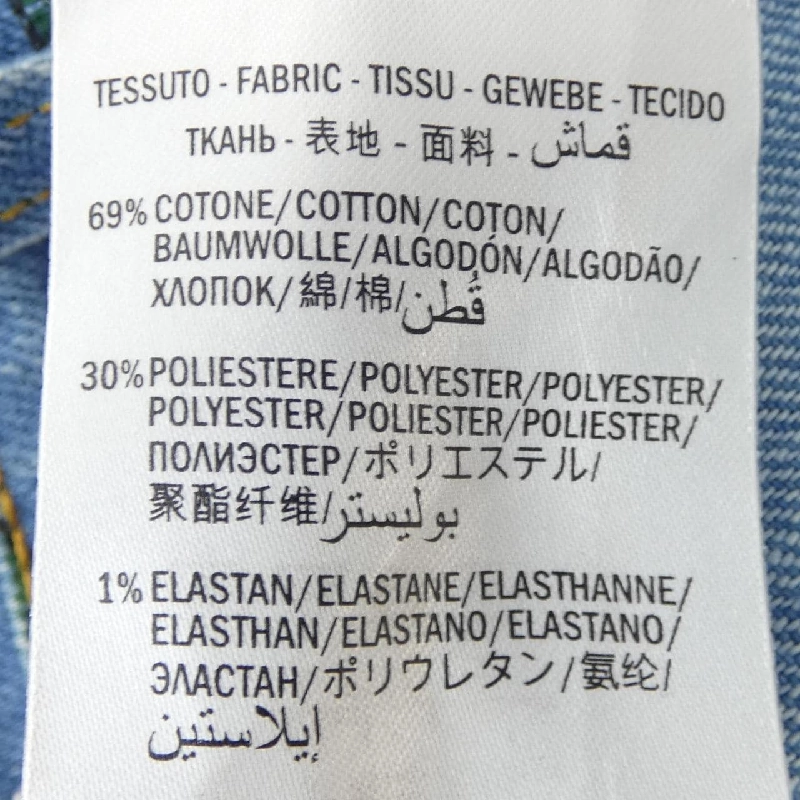 TESSUTO - FABRIC - TISSU - GEWEBE - TECIDO
ТКАНЬ - 表地 - 面料 - قماش
69% COTONE/COTTON/COTON/
BAUMWOLLE/ALGODÓN/ALGODÃO/
ХЛОПОК/綿/棉/قُطن
30% POLIESTERE/POLYESTER/POLYESTER/
POLYESTER/POLIESTER/POLIESTER/
ПОЛИЭСТЕР/ポリエステル/
聚酯纤维/بوليستر
1% ELASTAN/ELASTANE/ELASTHANNE/
ELASTHAN/ELASTANO/ELASTANO/
ЭЛАСТАН/ポリウレタン/氨纶/
إيلاستين